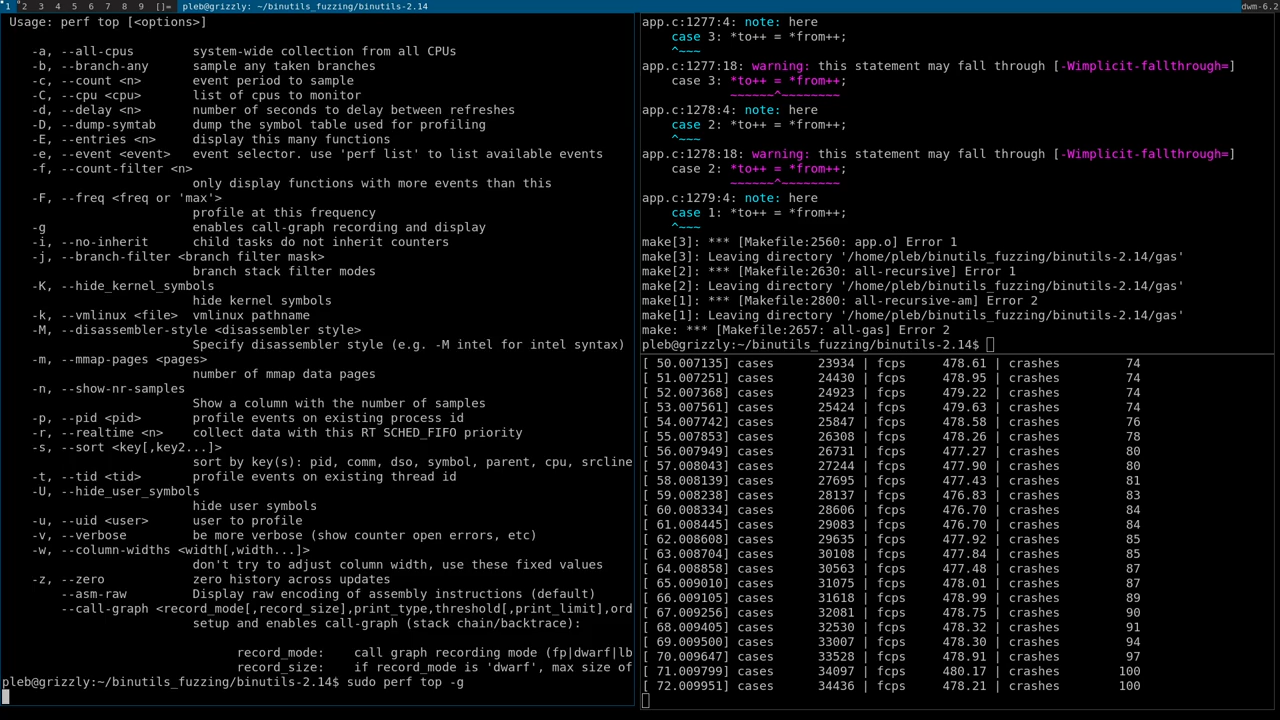 1 2 3 4 5 6 7 8 9 []= pleb@grizzly: ~/binutils_fuzzing/binutils-2.14 dwm-6.2
Usage: perf top [<options>]
-a, --all-cpus system-wide collection from all CPUs
-b, --branch-any sample any taken branches
-c, --count <n> event period to sample
-C, --cpu <cpu> list of cpus to monitor
-d, --delay <n> number of seconds to delay between refreshes
-D, --dump-symtab dump the symbol table used for profiling
-E, --entries <n> display this many functions
-e, --event <event> event selector. use 'perf list' to list available events
-f, --count-filter <n>
only display functions with more events than this
-F, --freq <freq or 'max'>
profile at this frequency
-g enables call-graph recording and display
-i, --no-inherit child tasks do not inherit counters
-j, --branch-filter <branch filter mask>
branch stack filter modes
-K, --hide_kernel_symbols
hide kernel symbols
-k, --vmlinux <file> vmlinux pathname
-M, --disassembler-style <disassembler style>
Specify disassembler style (e.g. -M intel for intel syntax)
-m, --mmap-pages <pages>
number of mmap data pages
-n, --show-nr-samples
Show a column with the number of samples
-p, --pid <pid> profile events on existing process id
-r, --realtime <n> collect data with this RT SCHED_FIFO priority
-s, --sort <key[,key2...]>
sort by key(s): pid, comm, dso, symbol, parent, cpu, srcline
-t, --tid <tid> profile events on existing thread id
-U, --hide_user_symbols
hide user symbols
-u, --uid <user> user to profile
-v, --verbose be more verbose (show counter open errors, etc)
-w, --column-widths <width[,width...]>
don't try to adjust column width, use these fixed values
-z, --zero zero history across updates
--asm-raw Display raw encoding of assembly instructions (default)
--call-graph <record_mode[,record_size],print_type,threshold[,print_limit],ord
setup and enables call-graph (stack chain/backtrace):
record_mode: call graph recording mode (fp|dwarf|lb
record_size: if record_mode is 'dwarf', max size of
pleb@grizzly:~/binutils_fuzzing/binutils-2.14$ sudo perf top -g
app.c:1277:4: note: here
case 3: *to++ = *from++;
^~~~
app.c:1277:18: warning: this statement may fall through [-Wimplicit-fallthrough=]
case 3: *to++ = *from++;
~~~~~~^~~~~~~~~
app.c:1278:4: note: here
case 2: *to++ = *from++;
^~~~
app.c:1278:18: warning: this statement may fall through [-Wimplicit-fallthrough=]
case 2: *to++ = *from++;
~~~~~~^~~~~~~~~
app.c:1279:4: note: here
case 1: *to++ = *from++;
^~~~
make[3]: *** [Makefile:2560: app.o] Error 1
make[3]: Leaving directory '/home/pleb/binutils_fuzzing/binutils-2.14/gas'
make[2]: *** [Makefile:2630: all-recursive] Error 1
make[2]: Leaving directory '/home/pleb/binutils_fuzzing/binutils-2.14/gas'
make[1]: *** [Makefile:2800: all-recursive-am] Error 2
make[1]: Leaving directory '/home/pleb/binutils_fuzzing/binutils-2.14/gas'
make: *** [Makefile:2657: all-gas] Error 2
pleb@grizzly:~/binutils_fuzzing/binutils-2.14$
[ 50.007135] cases 23934 | fcps 478.61 | crashes 74
[ 51.007251] cases 24430 | fcps 478.95 | crashes 74
[ 52.007368] cases 24923 | fcps 479.22 | crashes 74
[ 53.007561] cases 25424 | fcps 479.63 | crashes 74
[ 54.007742] cases 25847 | fcps 478.58 | crashes 76
[ 55.007853] cases 26308 | fcps 478.26 | crashes 78
[ 56.007949] cases 26731 | fcps 477.27 | crashes 80
[ 57.008043] cases 27244 | fcps 477.90 | crashes 80
[ 58.008139] cases 27695 | fcps 477.43 | crashes 81
[ 59.008238] cases 28137 | fcps 476.83 | crashes 83
[ 60.008334] cases 28606 | fcps 476.70 | crashes 84
[ 61.008445] cases 29083 | fcps 476.70 | crashes 84
[ 62.008608] cases 29635 | fcps 477.92 | crashes 85
[ 63.008704] cases 30108 | fcps 477.84 | crashes 85
[ 64.008858] cases 30563 | fcps 477.48 | crashes 87
[ 65.009010] cases 31075 | fcps 478.01 | crashes 87
[ 66.009105] cases 31618 | fcps 478.99 | crashes 89
[ 67.009256] cases 32081 | fcps 478.75 | crashes 90
[ 68.009405] cases 32530 | fcps 478.32 | crashes 91
[ 69.009500] cases 33007 | fcps 478.30 | crashes 94
[ 70.009647] cases 33528 | fcps 478.91 | crashes 97
[ 71.009799] cases 34097 | fcps 480.17 | crashes 100
[ 72.009951] cases 34436 | fcps 478.21 | crashes 100